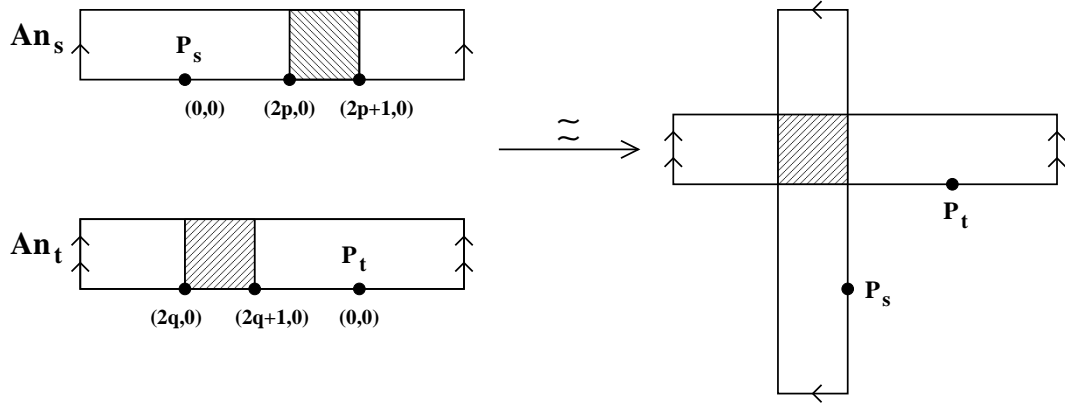 An_s
P_s
(0,0) (2p,0) (2p+1,0)
≈
An_t
P_t
(2q,0) (2q+1,0) (0,0)
P_t
P_s